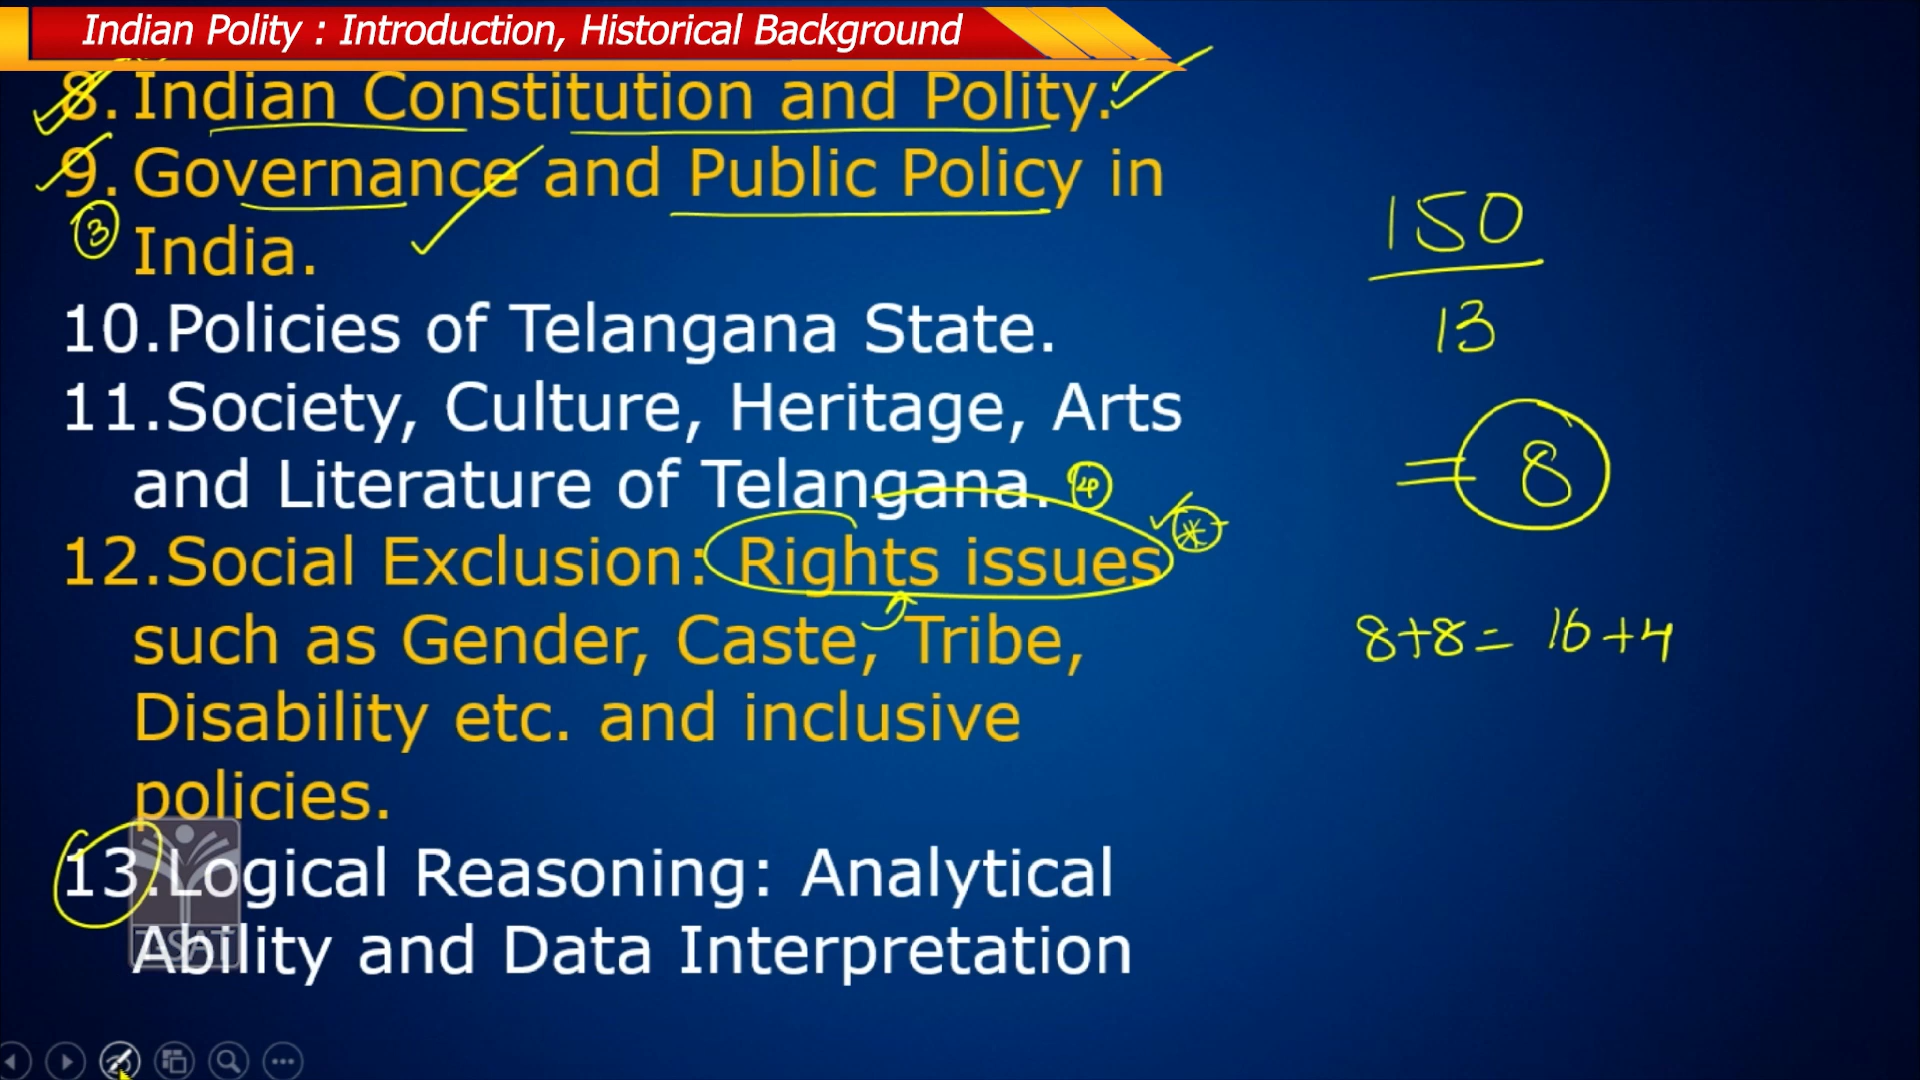 Indian Polity : Introduction, Historical Background
8. Indian Constitution and Polity.
9. Governance and Public Policy in
3
India.
10.Policies of Telangana State.
11.Society, Culture, Heritage, Arts
and Literature of Telangana. 4
12.Social Exclusion: Rights issues
such as Gender, Caste, Tribe,
Disability etc. and inclusive
policies.
13.Logical Reasoning: Analytical
Ability and Data Interpretation
T-SAT
150
13
= 8
8+8= 16+4